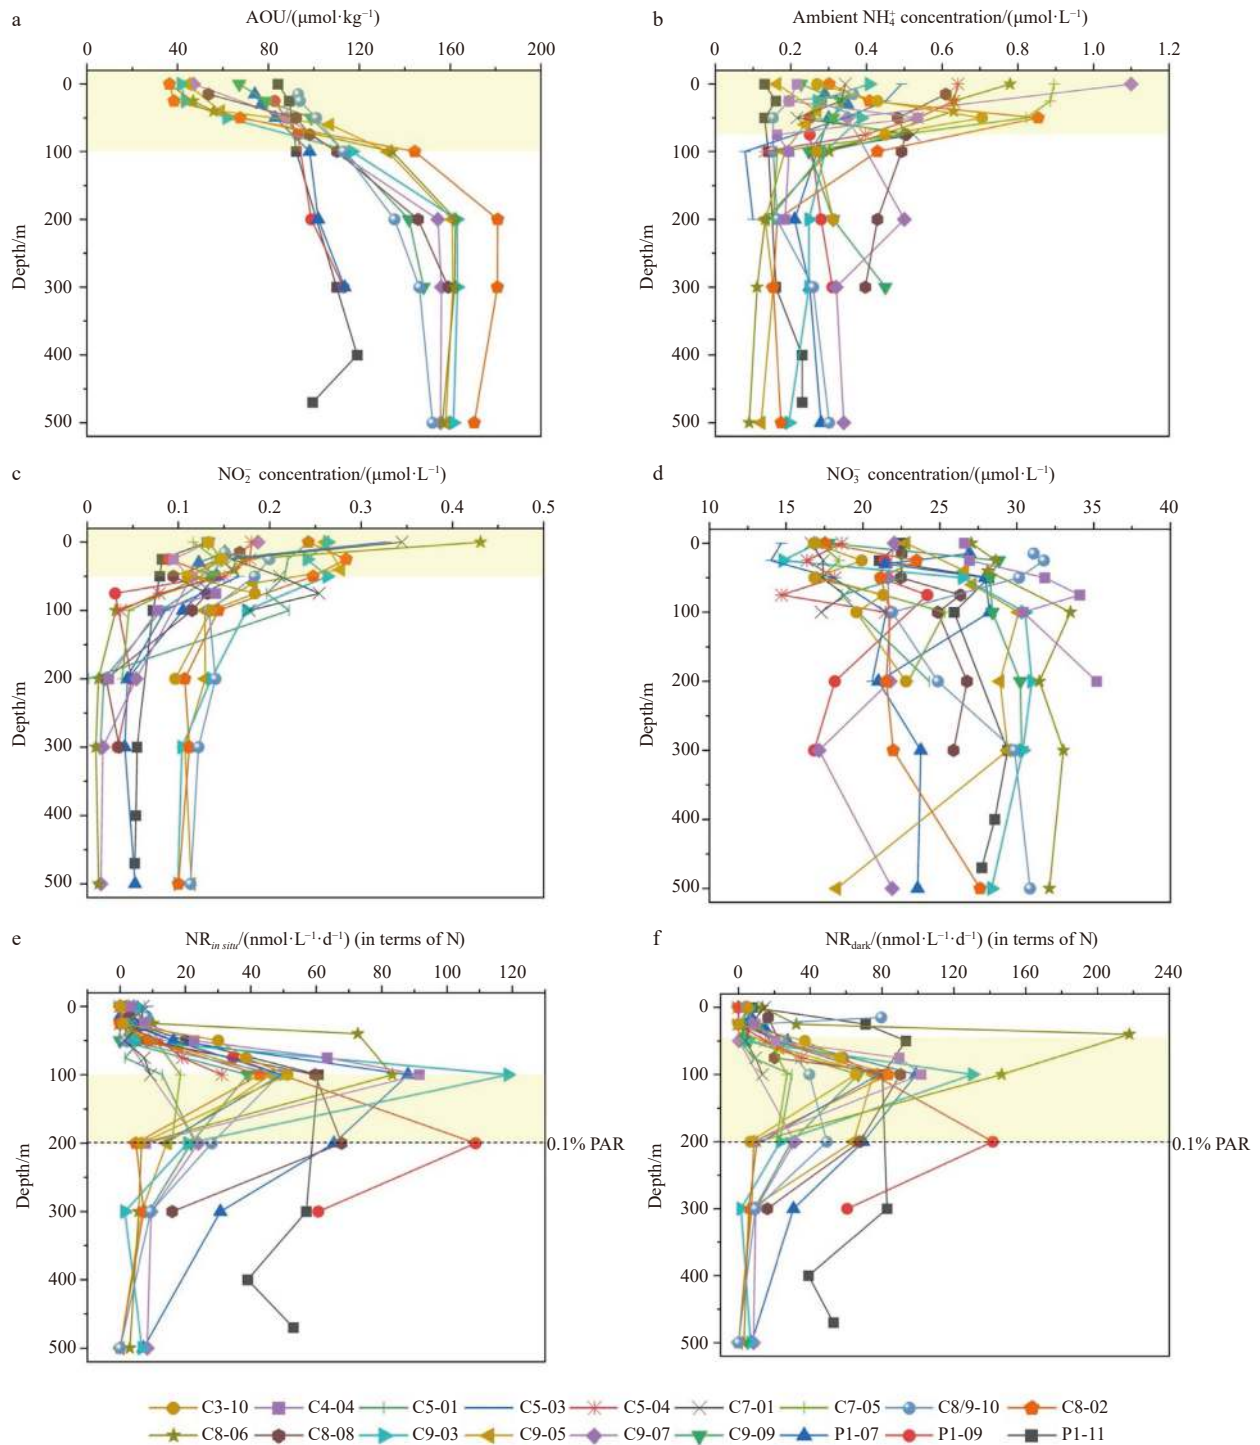 a
AOU/(μmol·kg⁻¹)
0 40 80 120 160 200
0
100
200
300
400
500
Depth/m
b
Ambient NH₄⁺ concentration/(μmol·L⁻¹)
0 0.2 0.4 0.6 0.8 1.0 1.2
0
100
200
300
400
500
Depth/m
c
NO₂⁻ concentration/(μmol·L⁻¹)
0 0.1 0.2 0.3 0.4 0.5
0
100
200
300
400
500
Depth/m
d
NO₃⁻ concentration/(μmol·L⁻¹)
10 15 20 25 30 35 40
0
100
200
300
400
500
Depth/m
e
NR in situ/(nmol·L⁻¹·d⁻¹) (in terms of N)
0 20 40 60 80 100 120
0
100
200
300
400
500
Depth/m
0.1% PAR
f
NR dark/(nmol·L⁻¹·d⁻¹) (in terms of N)
0 40 80 120 160 200 240
0
100
200
300
400
500
Depth/m
0.1% PAR
C3-10 C4-04 C5-01 C5-03 C5-04 C7-01 C7-05 C8/9-10 C8-02
C8-06 C8-08 C9-03 C9-05 C9-07 C9-09 P1-07 P1-09 P1-11